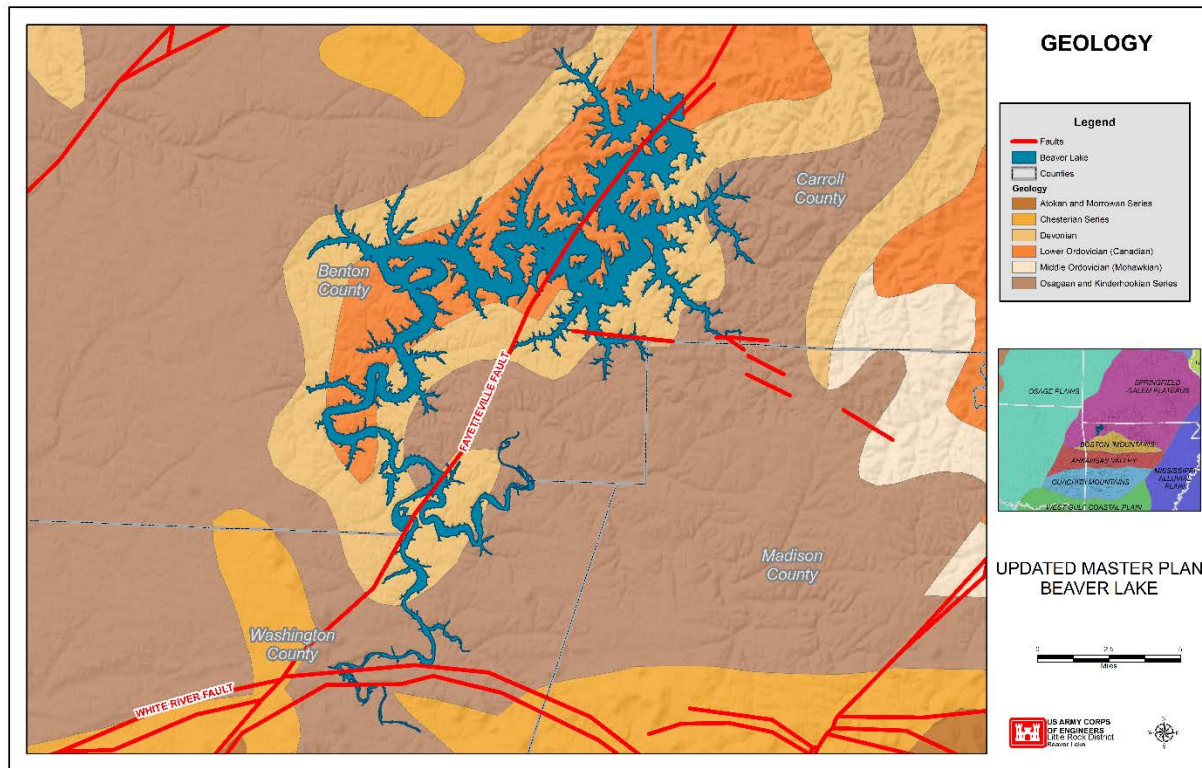 GEOLOGY
Legend
Faults
Beaver Lake
Counties
Geology
Atokan and Morrowan Series
Chesterian Series
Devonian
Lower Ordovician (Canadian)
Middle Ordovician (Mohawkian)
Osagean and Kinderhookian Series
Carroll
County
Benton
County
FAYETTEVILLE FAULT
Madison
County
Washington
County
WHITE RIVER FAULT
OSAGE PLAINS
SPRINGFIELD
-SALEM PLATEAUS
BOSTON "MOUNTAINS"
ARKANSAS VALLEY
OUACHITA MOUNTAINS
MISSISSIPPI
ALLUVIAL
PLAIN
WEST GULF COASTAL PLAIN
UPDATED MASTER PLAN
BEAVER LAKE
0 2.5 5
Miles
US ARMY CORPS
OF ENGINEERS
Little Rock District
Beaver Lake